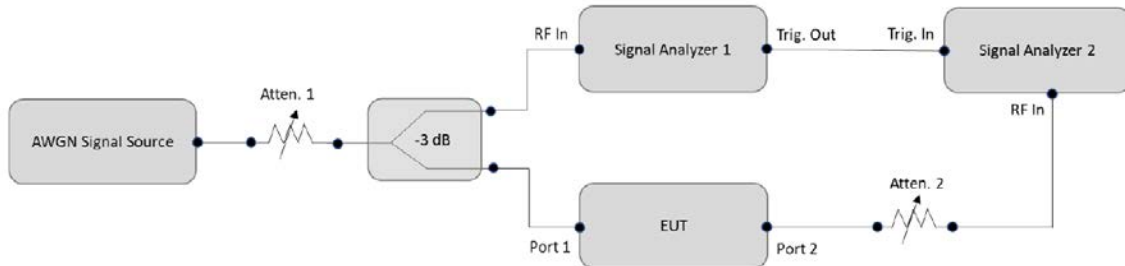 RF In
Signal Analyzer 1
Trig. Out
Trig. In
Signal Analyzer 2
RF In
Atten. 1
AWGN Signal Source
-3 dB
Atten. 2
Port 1
EUT
Port 2